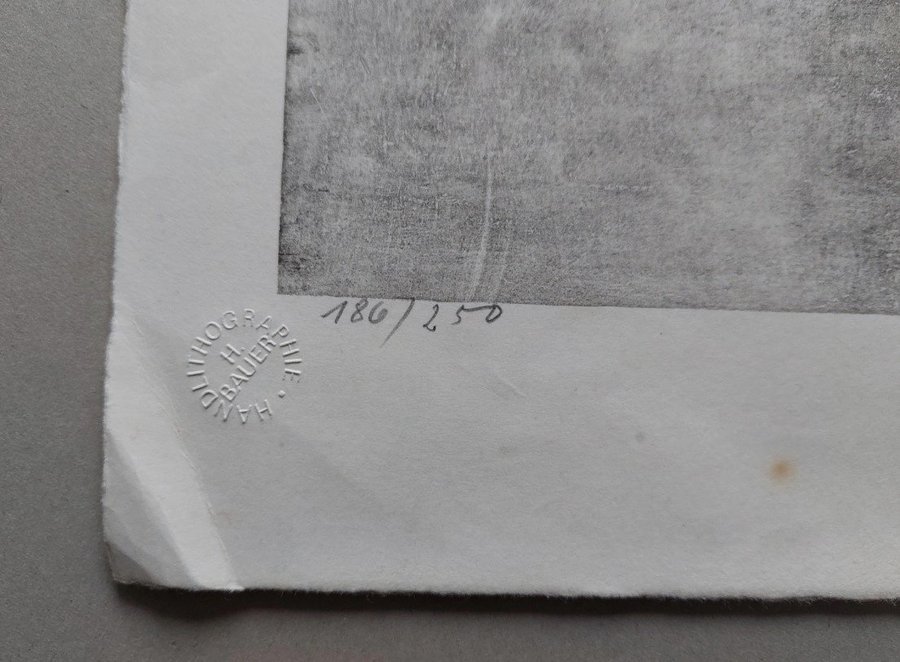 186/250
HANDLITHOGRAPHIE •
H.
BAUER